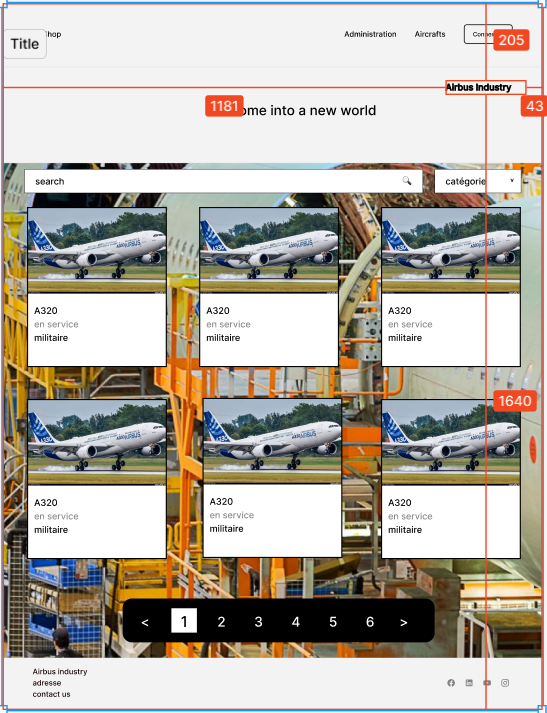 Title
hop
Administration
Aircrafts
205
Airbus Industry
1181
ome into a new world
43
search
catégorie
A320
en service
militaire
A320
en service
militaire
A320
en service
militaire
1640
A320
en service
militaire
A320
en service
militaire
A320
en service
militaire
< 1 2 3 4 5 6 >
Airbus industry
adresse
contact us